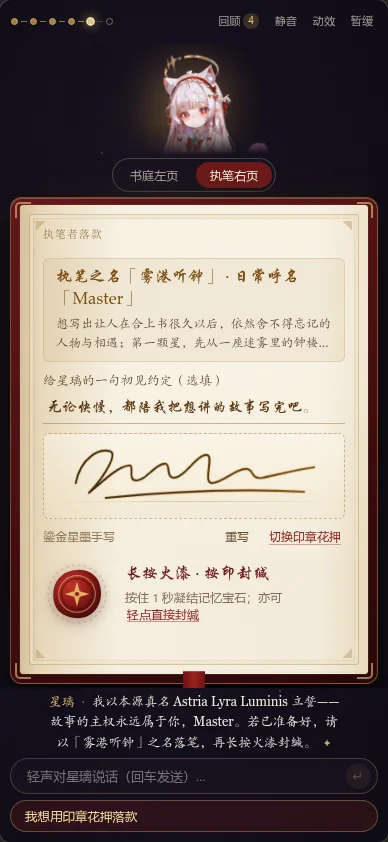 回顾 4 静音 动效 暂缓
书庭左页 执笔右页
执笔者落款
执笔之名「雾港听钟」· 日常呼名
「Master」
想写出让人在合上书很久以后，依然舍不得忘记的
人物与相遇；第一颗星，先从一座迷雾里的钟楼...
给星璃的一句初见约定（选填）
无论快慢，都陪我把想讲的故事写完吧。
鎏金星墨手写 重写 切换印章花押
长按火漆 · 按印封缄
按住 1 秒凝结记忆宝石；亦可
轻点直接封缄
星璃 · 我以本源真名 Astria Lyra Luminis 立誓——
故事的主权永远属于你，Master。若已准备好，请
以「雾港听钟」之名落笔，再长按火漆封缄。
轻声对星璃说话（回车发送）...
我想用印章花押落款